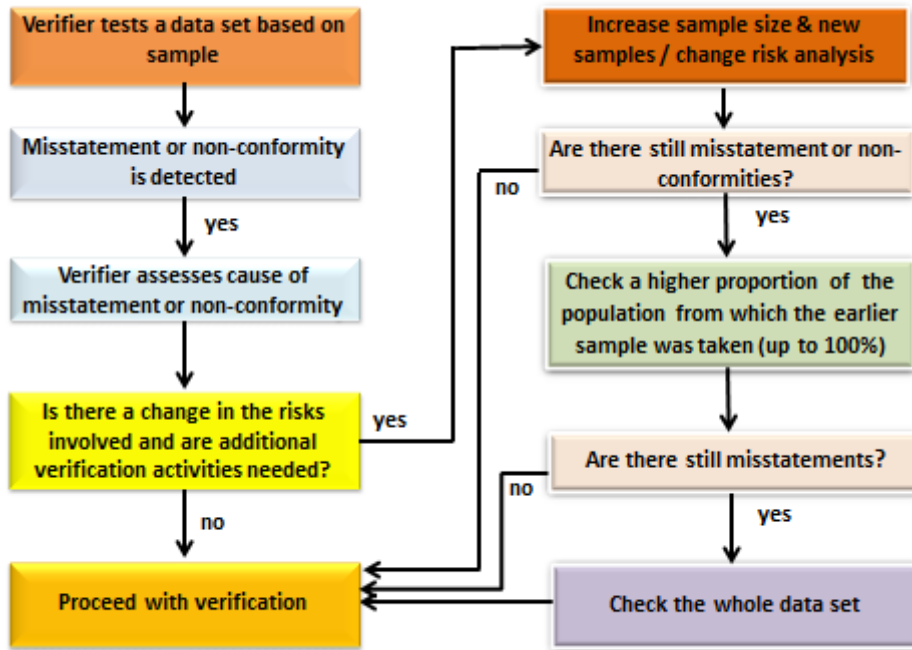 Verifier tests a data set based on
sample
Misstatement or non-conformity
is detected
yes
Verifier assesses cause of
misstatement or non-conformity
Is there a change in the risks
involved and are additional
verification activities needed?
yes
no
Proceed with verification
Increase sample size & new
samples / change risk analysis
Are there still misstatement or non-
conformities?
no
yes
Check a higher proportion of the
population from which the earlier
sample was taken (up to 100%)
Are there still misstatements?
no
yes
Check the whole data set